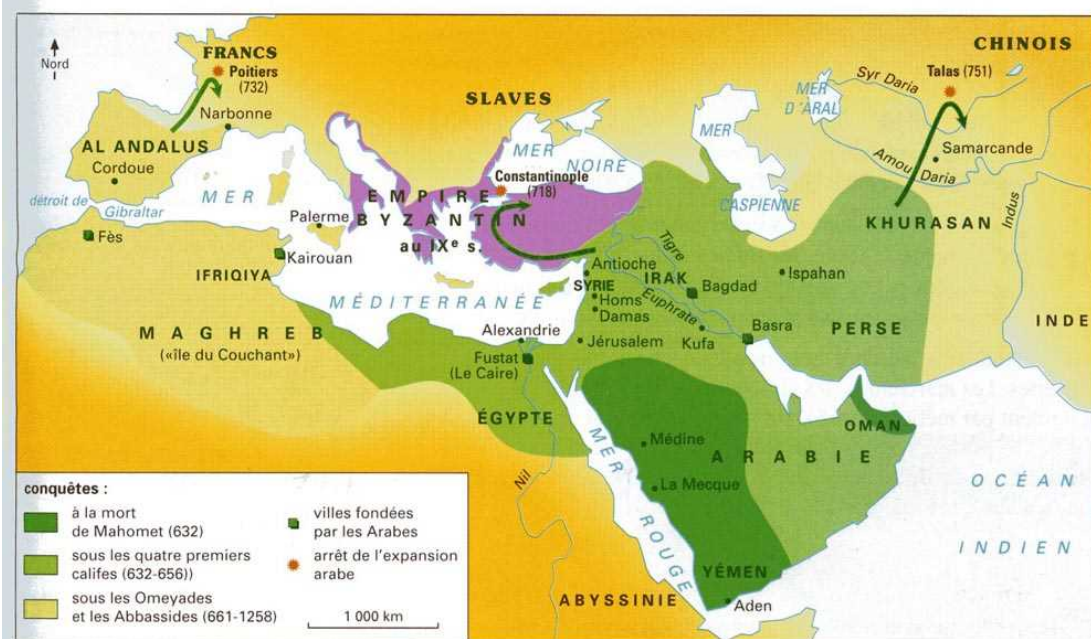 Nord
FRANCS
Poitiers
(732)
Narbonne
AL ANDALUS
Cordoue
détroit de
Gibraltar
Fès
MAGHREB
(«île du Couchant»)
IFRIQIYA
Kairouan
Palerme
MER
MÉDITERRANÉE
SLAVES
MER
NOIRE
Constantinople
(718)
EMPIRE
BYZANTIN
au IXe s.
Antioche
SYRIE
Homs
Damas
Jérusalem
Alexandrie
Fustat
(Le Caire)
ÉGYPTE
Nil
MER
ROUGE
ABYSSINIE
Tigre
IRAK
Bagdad
Euphrate
Kufa
Basra
MER
CASPIENNE
Ispahan
PERSE
MER
D'ARAL
Syr Daria
CHINOIS
Talas (751)
Samarcande
Amou Daria
KHURASAN
Indus
INDE
Médine
La Mecque
ARABIE
OMAN
YÉMEN
Aden
OCÉAN
INDIEN
conquêtes :
à la mort
de Mahomet (632)
sous les quatre premiers
califes (632-656))
sous les Omeyades
et les Abbassides (661-1258)
villes fondées
par les Arabes
arrêt de l'expansion
arabe
1 000 km